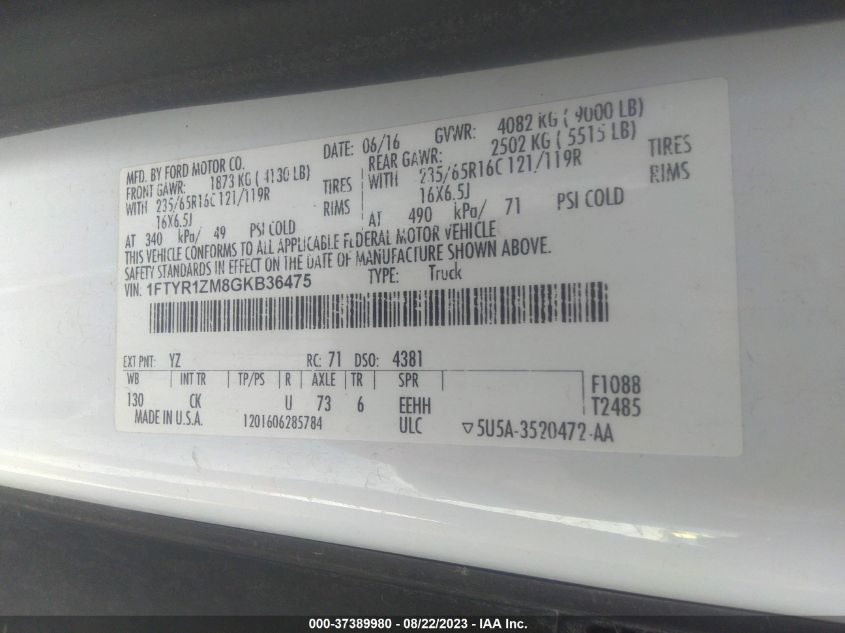 MFD. BY FORD MOTOR CO. DATE: 06/16 GVWR: 4082 KG ( 9000 LB)
FRONT GAWR: 1873 KG ( 4130 LB) REAR GAWR: 2502 KG ( 5515 LB)
WITH 235/65R16C 121/119R TIRES WITH 235/65R16C 121/119R TIRES
16X6.5J RIMS 16X6.5J RIMS
AT 340 kPa/ 49 PSI COLD AT 490 kPa/ 71 PSI COLD
THIS VEHICLE CONFORMS TO ALL APPLICABLE FEDERAL MOTOR VEHICLE
SAFETY STANDARDS IN EFFECT ON THE DATE OF MANUFACTURE SHOWN ABOVE.
VIN: 1FTYR1ZM8GKB36475 TYPE: Truck
EXT PNT: YZ RC: 71 DSO: 4381
WB INT TR TP/PS R AXLE TR SPR F1088
130 CK U 73 6 EEHH T2485
MADE IN U.S.A. 1201606285784 ULC ▽5U5A-3520472-AA
000-37389980 - 08/22/2023 - IAA Inc.